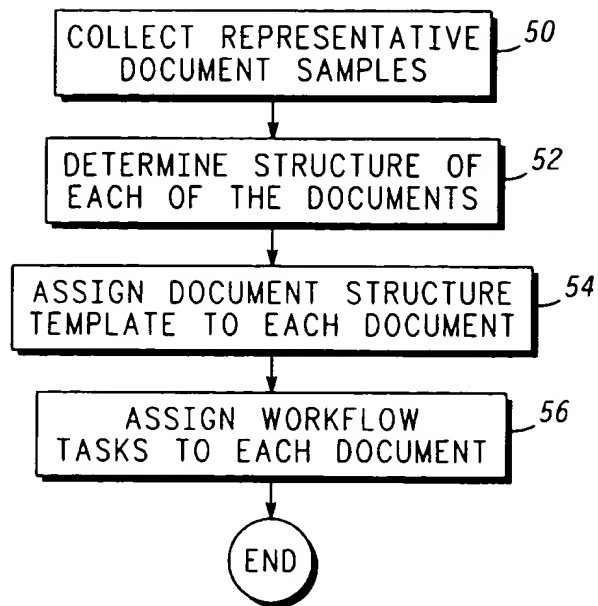 COLLECT REPRESENTATIVE
DOCUMENT SAMPLES
50
DETERMINE STRUCTURE OF
EACH OF THE DOCUMENTS
52
ASSIGN DOCUMENT STRUCTURE
TEMPLATE TO EACH DOCUMENT
54
ASSIGN WORKFLOW
TASKS TO EACH DOCUMENT
56
END